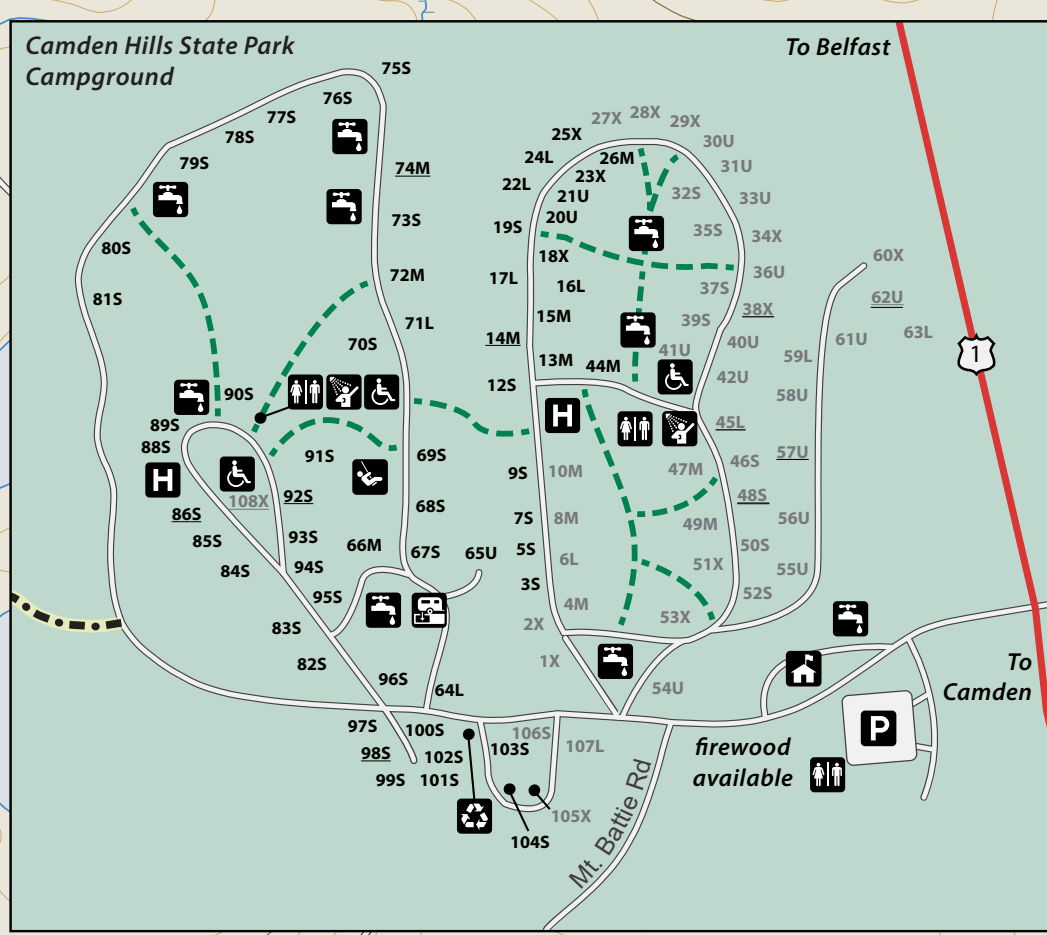 Camden Hills State Park
Campground
To Belfast
75S
76S
77S
78S
79S
74M
73S
80S
72M
81S
71L
70S
90S
89S
88S
91S
69S
H
108X
92S
86S
68S
85S
93S
66M
67S
65U
84S
94S
95S
83S
82S
96S
64L
97S
100S
98S
102S
99S
101S
103S
106S
107L
105X
104S
28X
27X
29X
25X
30U
24L
26M
31U
23X
22L
21U
32S
33U
20U
19S
35S
34X
18X
36U
60X
17L
16L
37S
62U
15M
38X
39S
63L
14M
40U
61U
41U
59L
13M
44M
42U
12S
58U
H
45L
47M
46S
57U
9S
10M
48S
7S
8M
49M
56U
5S
6L
50S
51X
55U
3S
4M
52S
2X
53X
1X
54U
1
To
Camden
P
firewood
available
Mt. Battie Rd